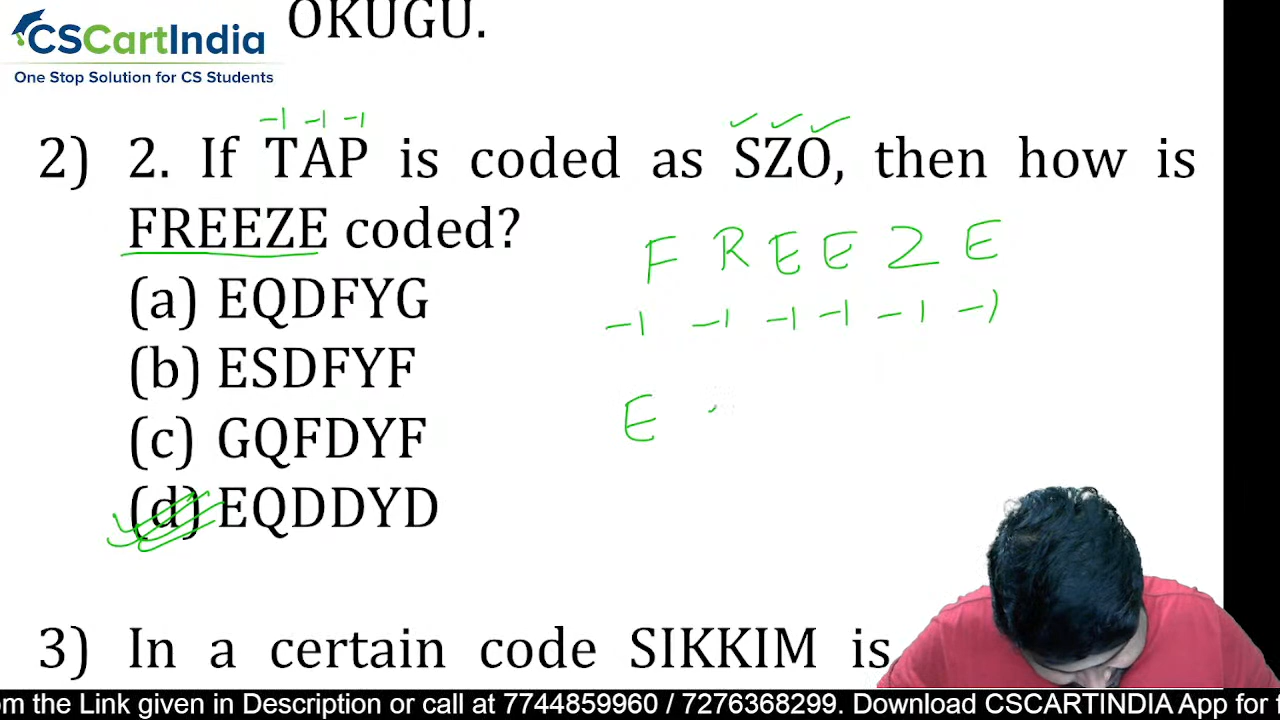 OKUGU.
CSCartIndia
One Stop Solution for CS Students
-1 -1 -1
2) 2. If TAP is coded as SZO, then how is
FREEZE coded?
F R E E Z E
(a) EQDFYG
-1 -1 -1 -1 -1 -1
(b) ESDFYF
E
(c) GQFDYF
(d) EQDDYD
3) In a certain code SIKKIM is
om the Link given in Description or call at 7744859960 / 7276368299. Download CSCARTINDIA App for f